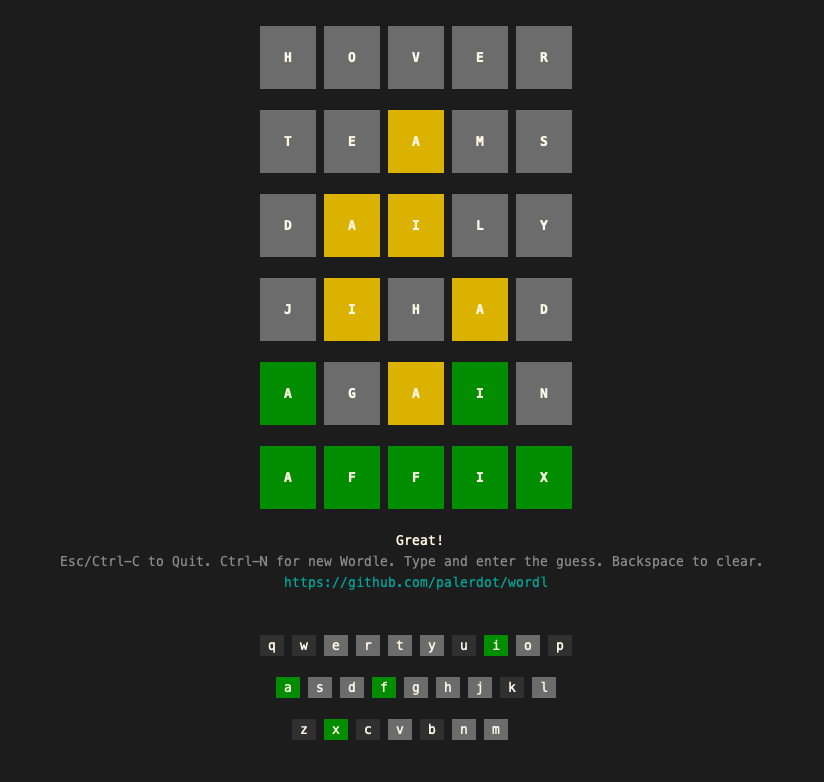 H O V E R
T E A M S
D A I L Y
J I H A D
A G A I N
A F F I X
Great!
Esc/Ctrl-C to Quit. Ctrl-N for new Wordle. Type and enter the guess. Backspace to clear.
https://github.com/palerdot/wordl
q w e r t y u i o p
a s d f g h j k l
z x c v b n m